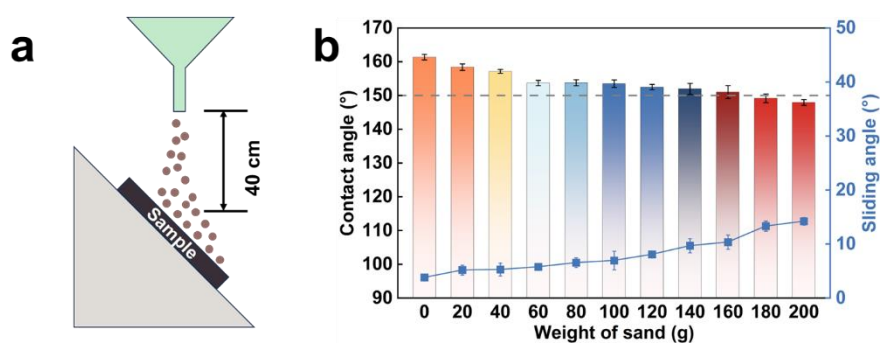 a
40 cm
Sample
b
Contact angle (°)
170
160
150
140
130
120
110
100
90
0 20 40 60 80 100 120 140 160 180 200
Weight of sand (g)
50
40
30
20
10
0
Sliding angle (°)